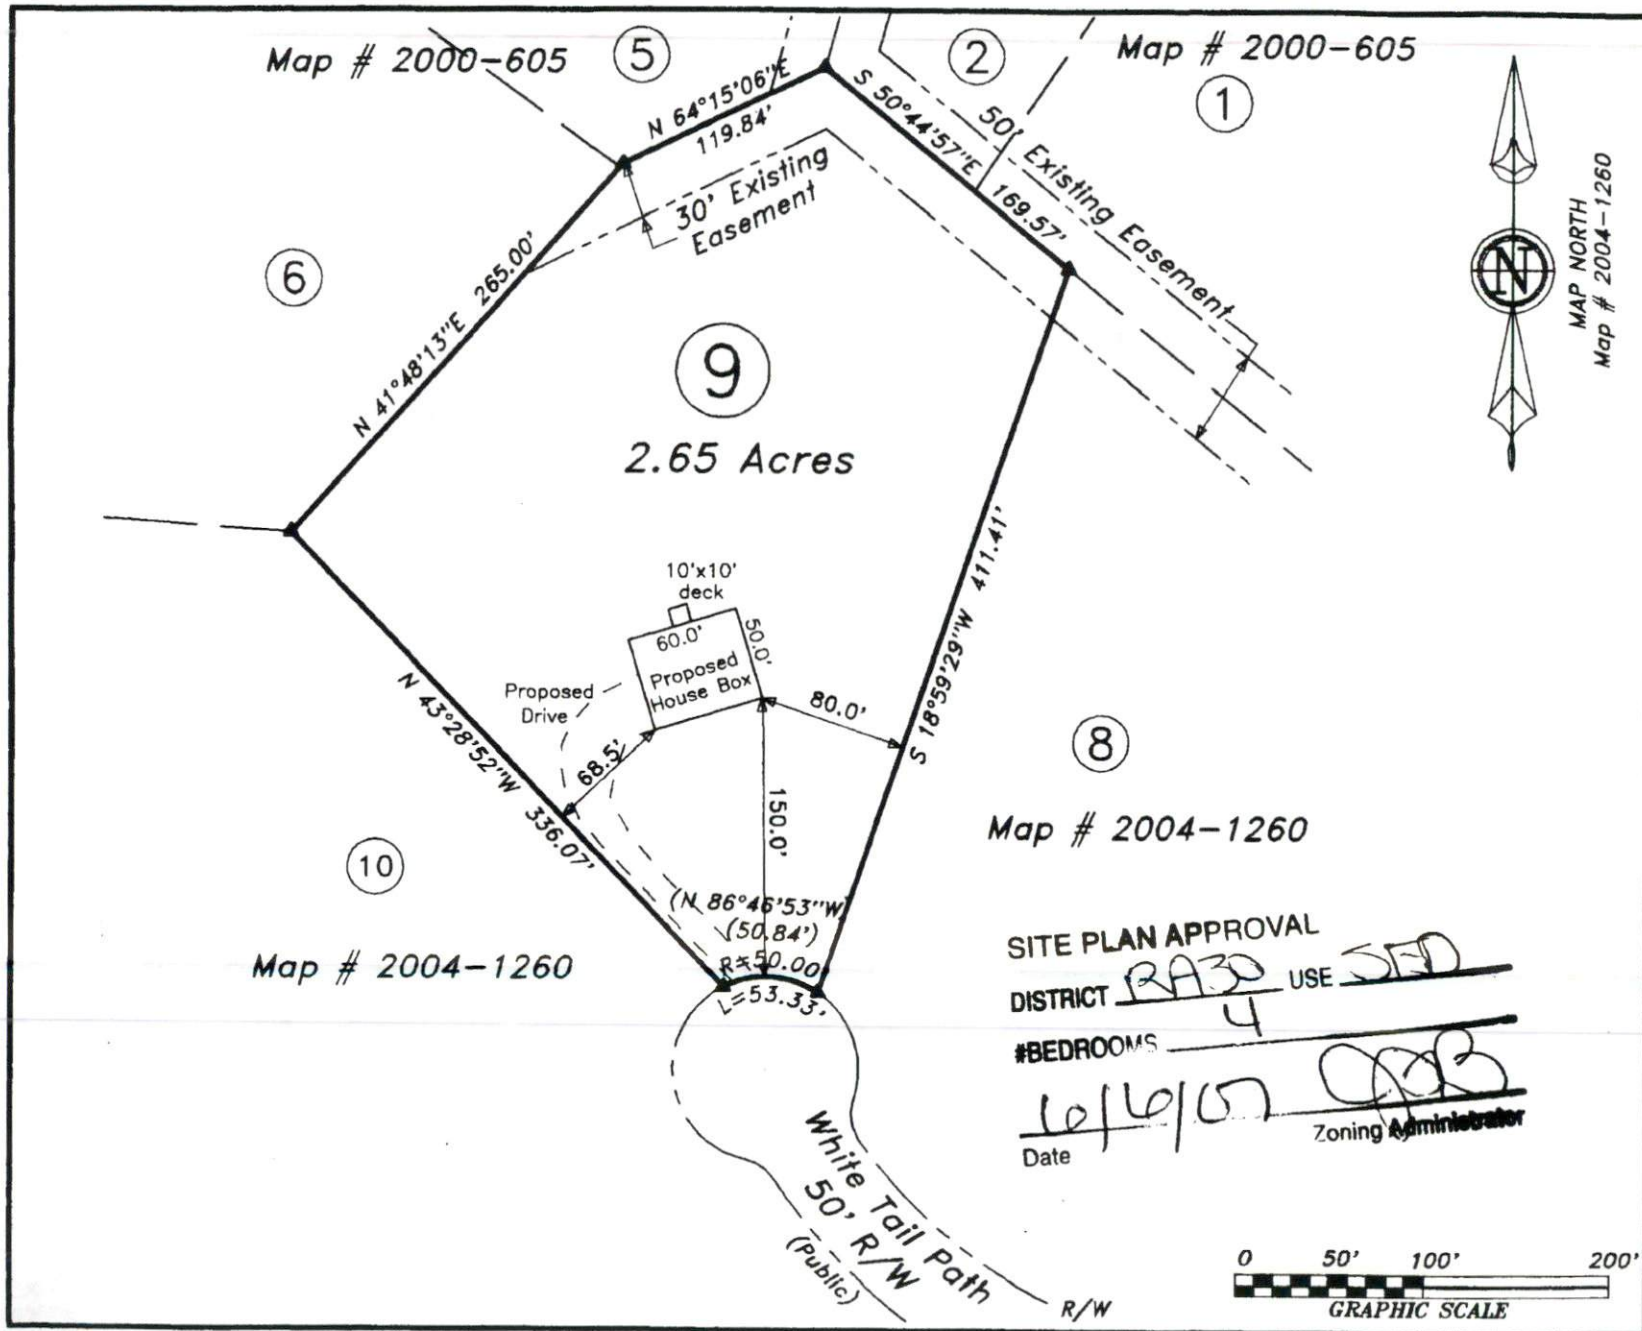 Map # 2000-605
5
2
Map # 2000-605
1
N 64°15'06"E
119.84'
S 50°44'57"E 169.57'
50' Existing Easement
30' Existing
Easement
MAP NORTH
Map # 2004-1260
N
6
N 41°48'13"E 265.00'
9
2.65 Acres
S 18°59'29"W 411.41'
10'x10'
deck
60.0'
50.0'
Proposed
House Box
Proposed
Drive
80.0'
68.5'
150.0'
N 43°28'52"W 336.07'
8
Map # 2004-1260
10
Map # 2004-1260
(N 86°46'53"W)
(50.84')
R=50.00'
L=53.33'
SITE PLAN APPROVAL
DISTRICT RA30 USE SFD
#BEDROOMS 4
6/6/07
Date
Zoning Administrator
White Tail Path
50' R/W
(Public)
R/W
0 50' 100' 200'
GRAPHIC SCALE